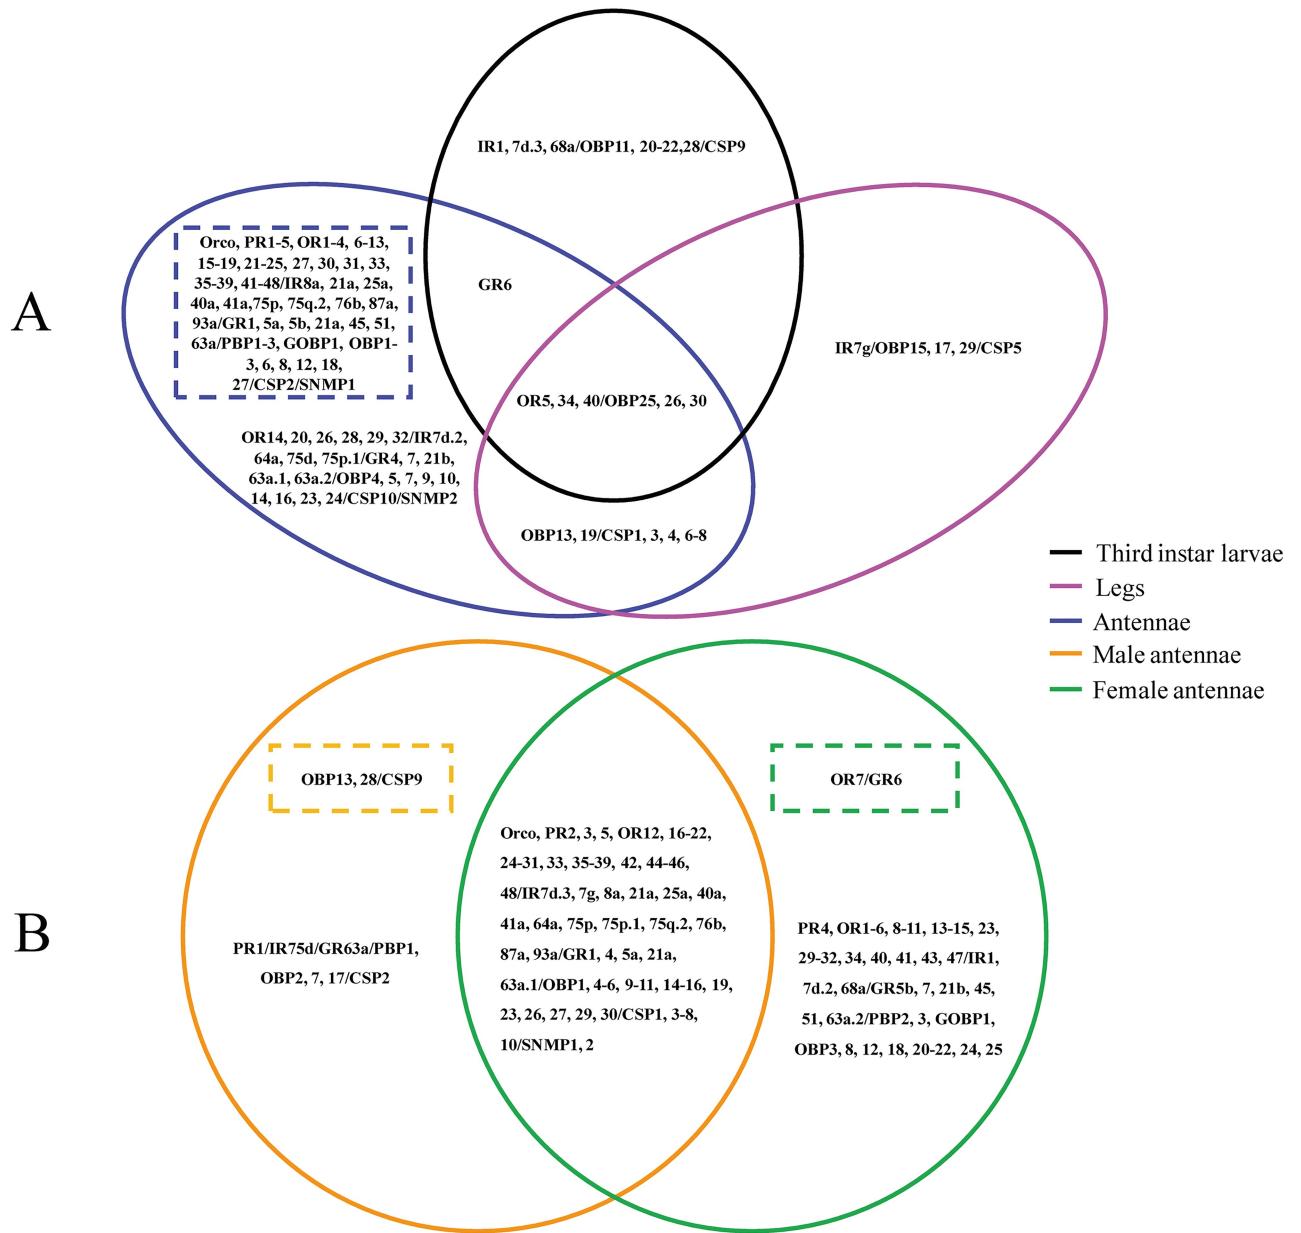 A
IR1, 7d.3, 68a/OBP11, 20-22,28/CSP9
Orco, PR1-5, OR1-4, 6-13,
15-19, 21-25, 27, 30, 31, 33,
35-39, 41-48/IR8a, 21a, 25a,
40a, 41a,75p, 75q.2, 76b, 87a,
93a/GR1, 5a, 5b, 21a, 45, 51,
63a/PBP1-3, GOBP1, OBP1-
3, 6, 8, 12, 18,
27/CSP2/SNMP1
GR6
IR7g/OBP15, 17, 29/CSP5
OR5, 34, 40/OBP25, 26, 30
OR14, 20, 26, 28, 29, 32/IR7d.2,
64a, 75d, 75p.1/GR4, 7, 21b,
63a.1, 63a.2/OBP4, 5, 7, 9, 10,
14, 16, 23, 24/CSP10/SNMP2
OBP13, 19/CSP1, 3, 4, 6-8
Third instar larvae
Legs
Antennae
Male antennae
Female antennae
B
OBP13, 28/CSP9
OR7/GR6
PR1/IR75d/GR63a/PBP1,
OBP2, 7, 17/CSP2
Orco, PR2, 3, 5, OR12, 16-22,
24-31, 33, 35-39, 42, 44-46,
48/IR7d.3, 7g, 8a, 21a, 25a, 40a,
41a, 64a, 75p, 75p.1, 75q.2, 76b,
87a, 93a/GR1, 4, 5a, 21a,
63a.1/OBP1, 4-6, 9-11, 14-16, 19,
23, 26, 27, 29, 30/CSP1, 3-8,
10/SNMP1, 2
PR4, OR1-6, 8-11, 13-15, 23,
29-32, 34, 40, 41, 43, 47/IR1,
7d.2, 68a/GR5b, 7, 21b, 45,
51, 63a.2/PBP2, 3, GOBP1,
OBP3, 8, 12, 18, 20-22, 24, 25